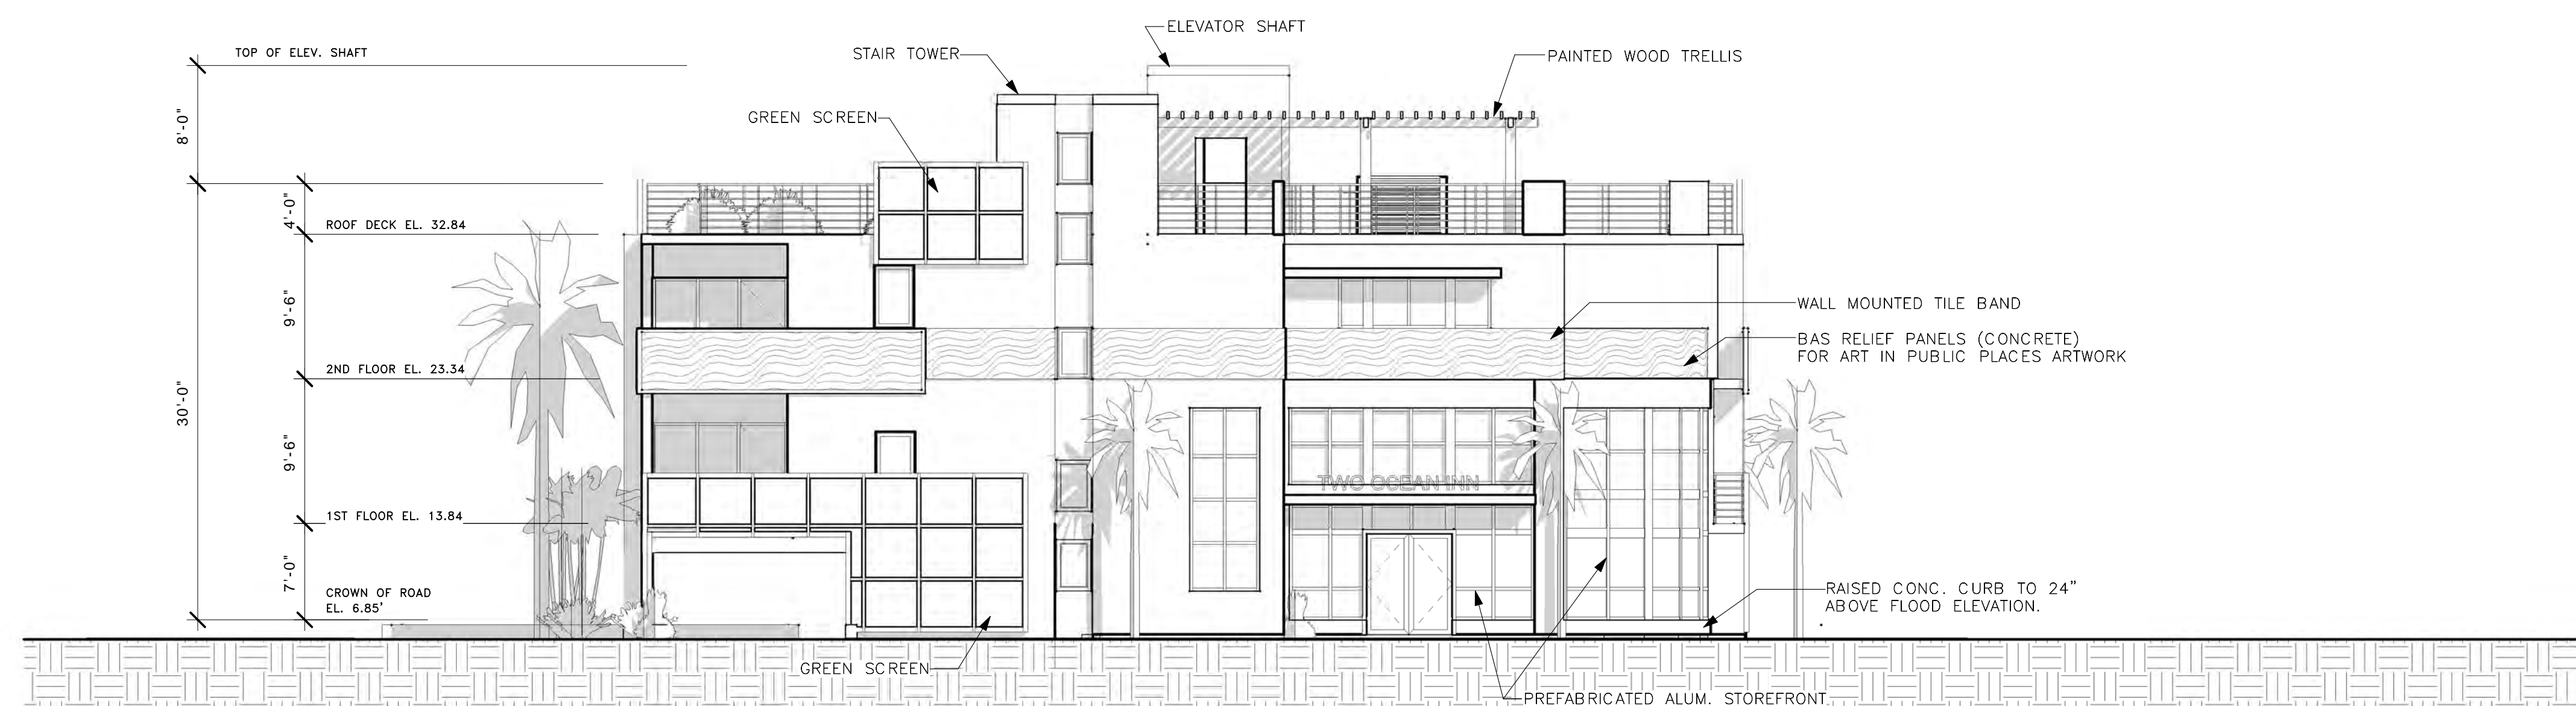 ELEVATOR SHAFT
TOP OF ELEV. SHAFT
STAIR TOWER
PAINTED WOOD TRELLIS
GREEN SCREEN
8'-0"
4'-0"
ROOF DECK EL. 32.84
9'-6"
WALL MOUNTED TILE BAND
BAS RELIEF PANELS (CONCRETE)
FOR ART IN PUBLIC PLACES ARTWORK
2ND FLOOR EL. 23.34
30'-0"
9'-6"
TWO OCEAN INN
1ST FLOOR EL. 13.84
7'-0"
CROWN OF ROAD
EL. 6.85'
RAISED CONC. CURB TO 24"
ABOVE FLOOD ELEVATION.
GREEN SCREEN
PREFABRICATED ALUM. STOREFRONT